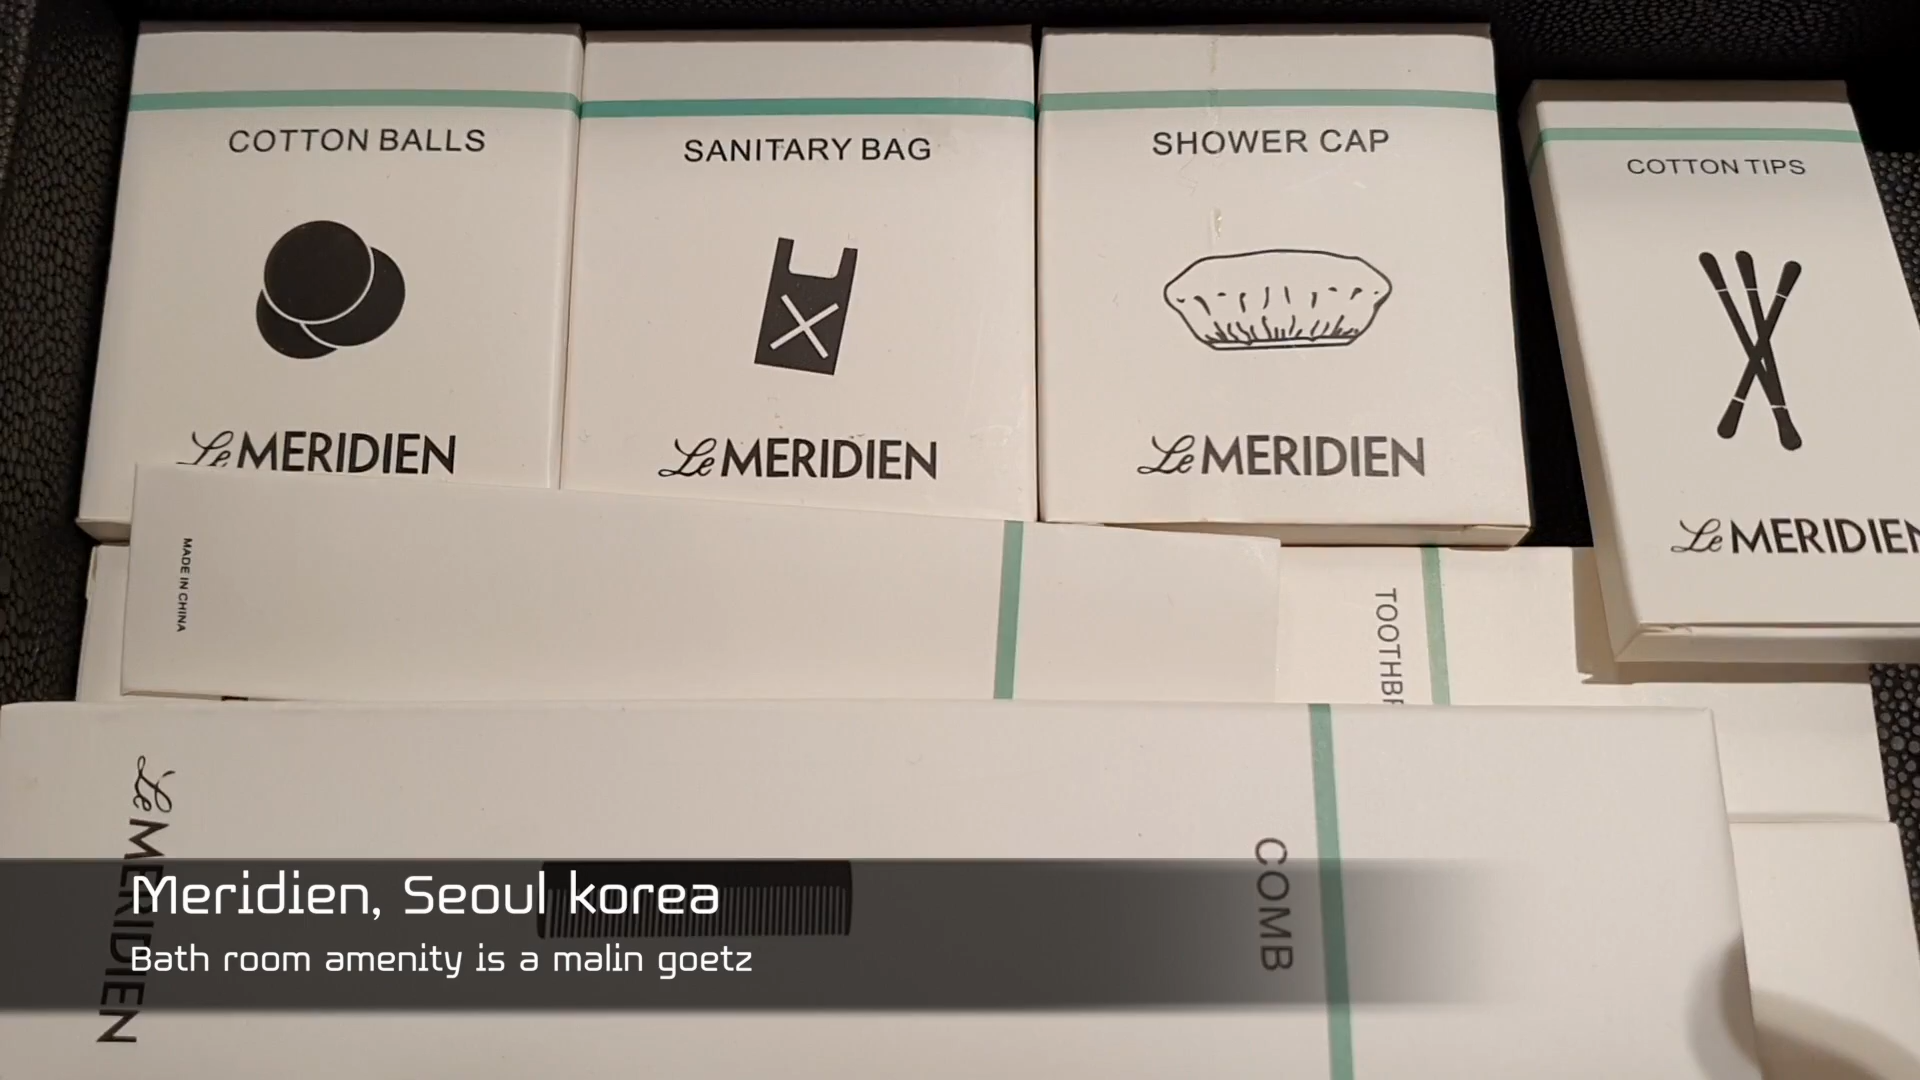 COTTON BALLS
Le MERIDIEN
SANITARY BAG
Le MERIDIEN
SHOWER CAP
Le MERIDIEN
COTTON TIPS
Le MERIDIEN
MADE IN CHINA
TOOTHBR
Le MERIDIEN
COMB
Meridien, Seoul korea
Bath room amenity is a malin goetz